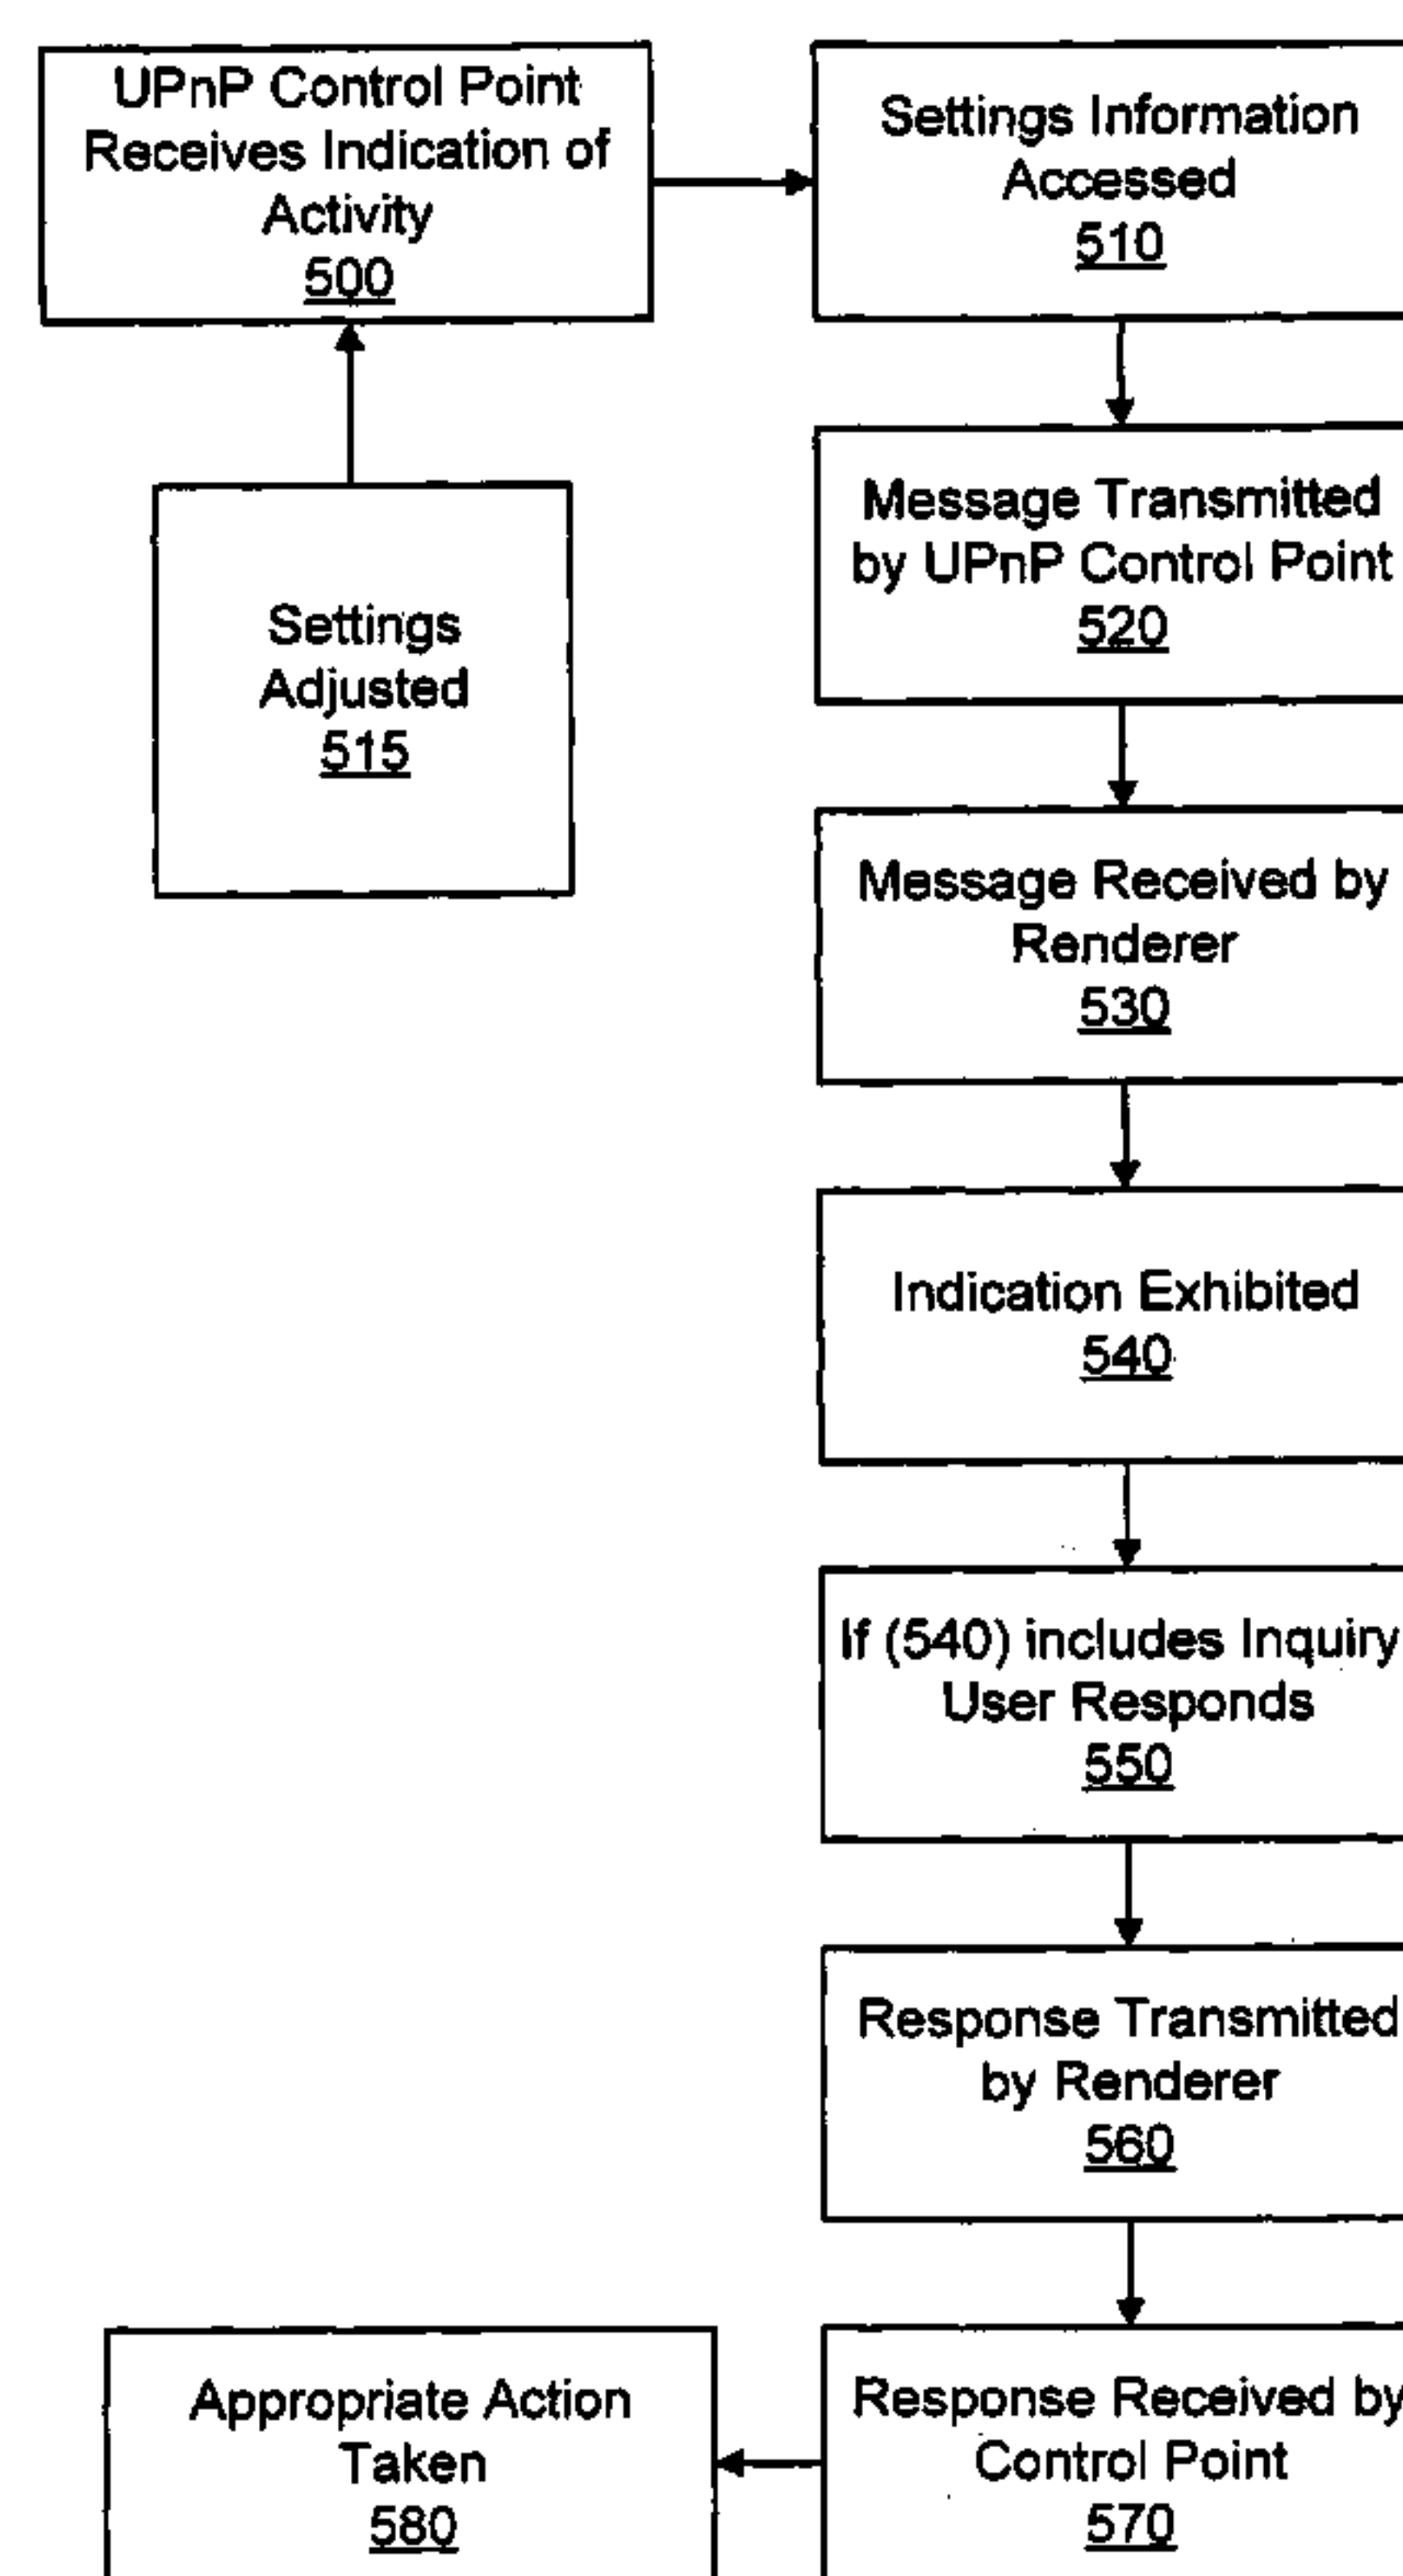 UPnP Control Point
Receives Indication of
Activity
500
Settings Information
Accessed
510
Message Transmitted
by UPnP Control Point
520
Settings
Adjusted
515
Message Received by
Renderer
530
Indication Exhibited
540
If (540) includes Inquiry
User Responds
550
Response Transmitted
by Renderer
560
Response Received by
Control Point
570
Appropriate Action
Taken
580